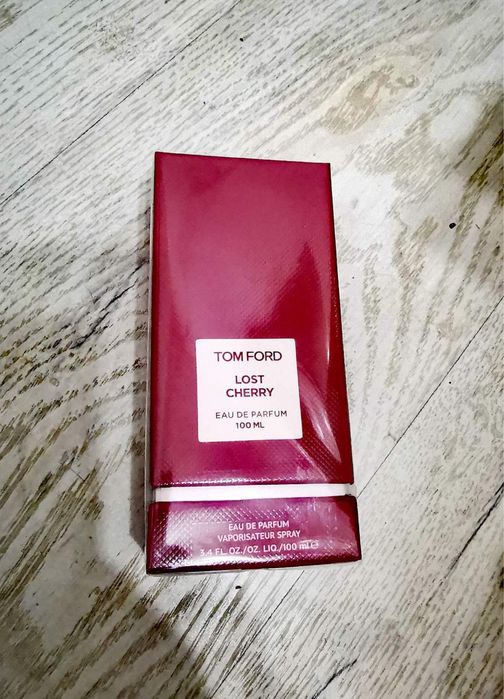 TOM FORD
LOST
CHERRY
EAU DE PARFUM
100 ML
EAU DE PARFUM
VAPORISATEUR SPRAY
3.4 FL.OZ./OZ. LIQ./100 ml e